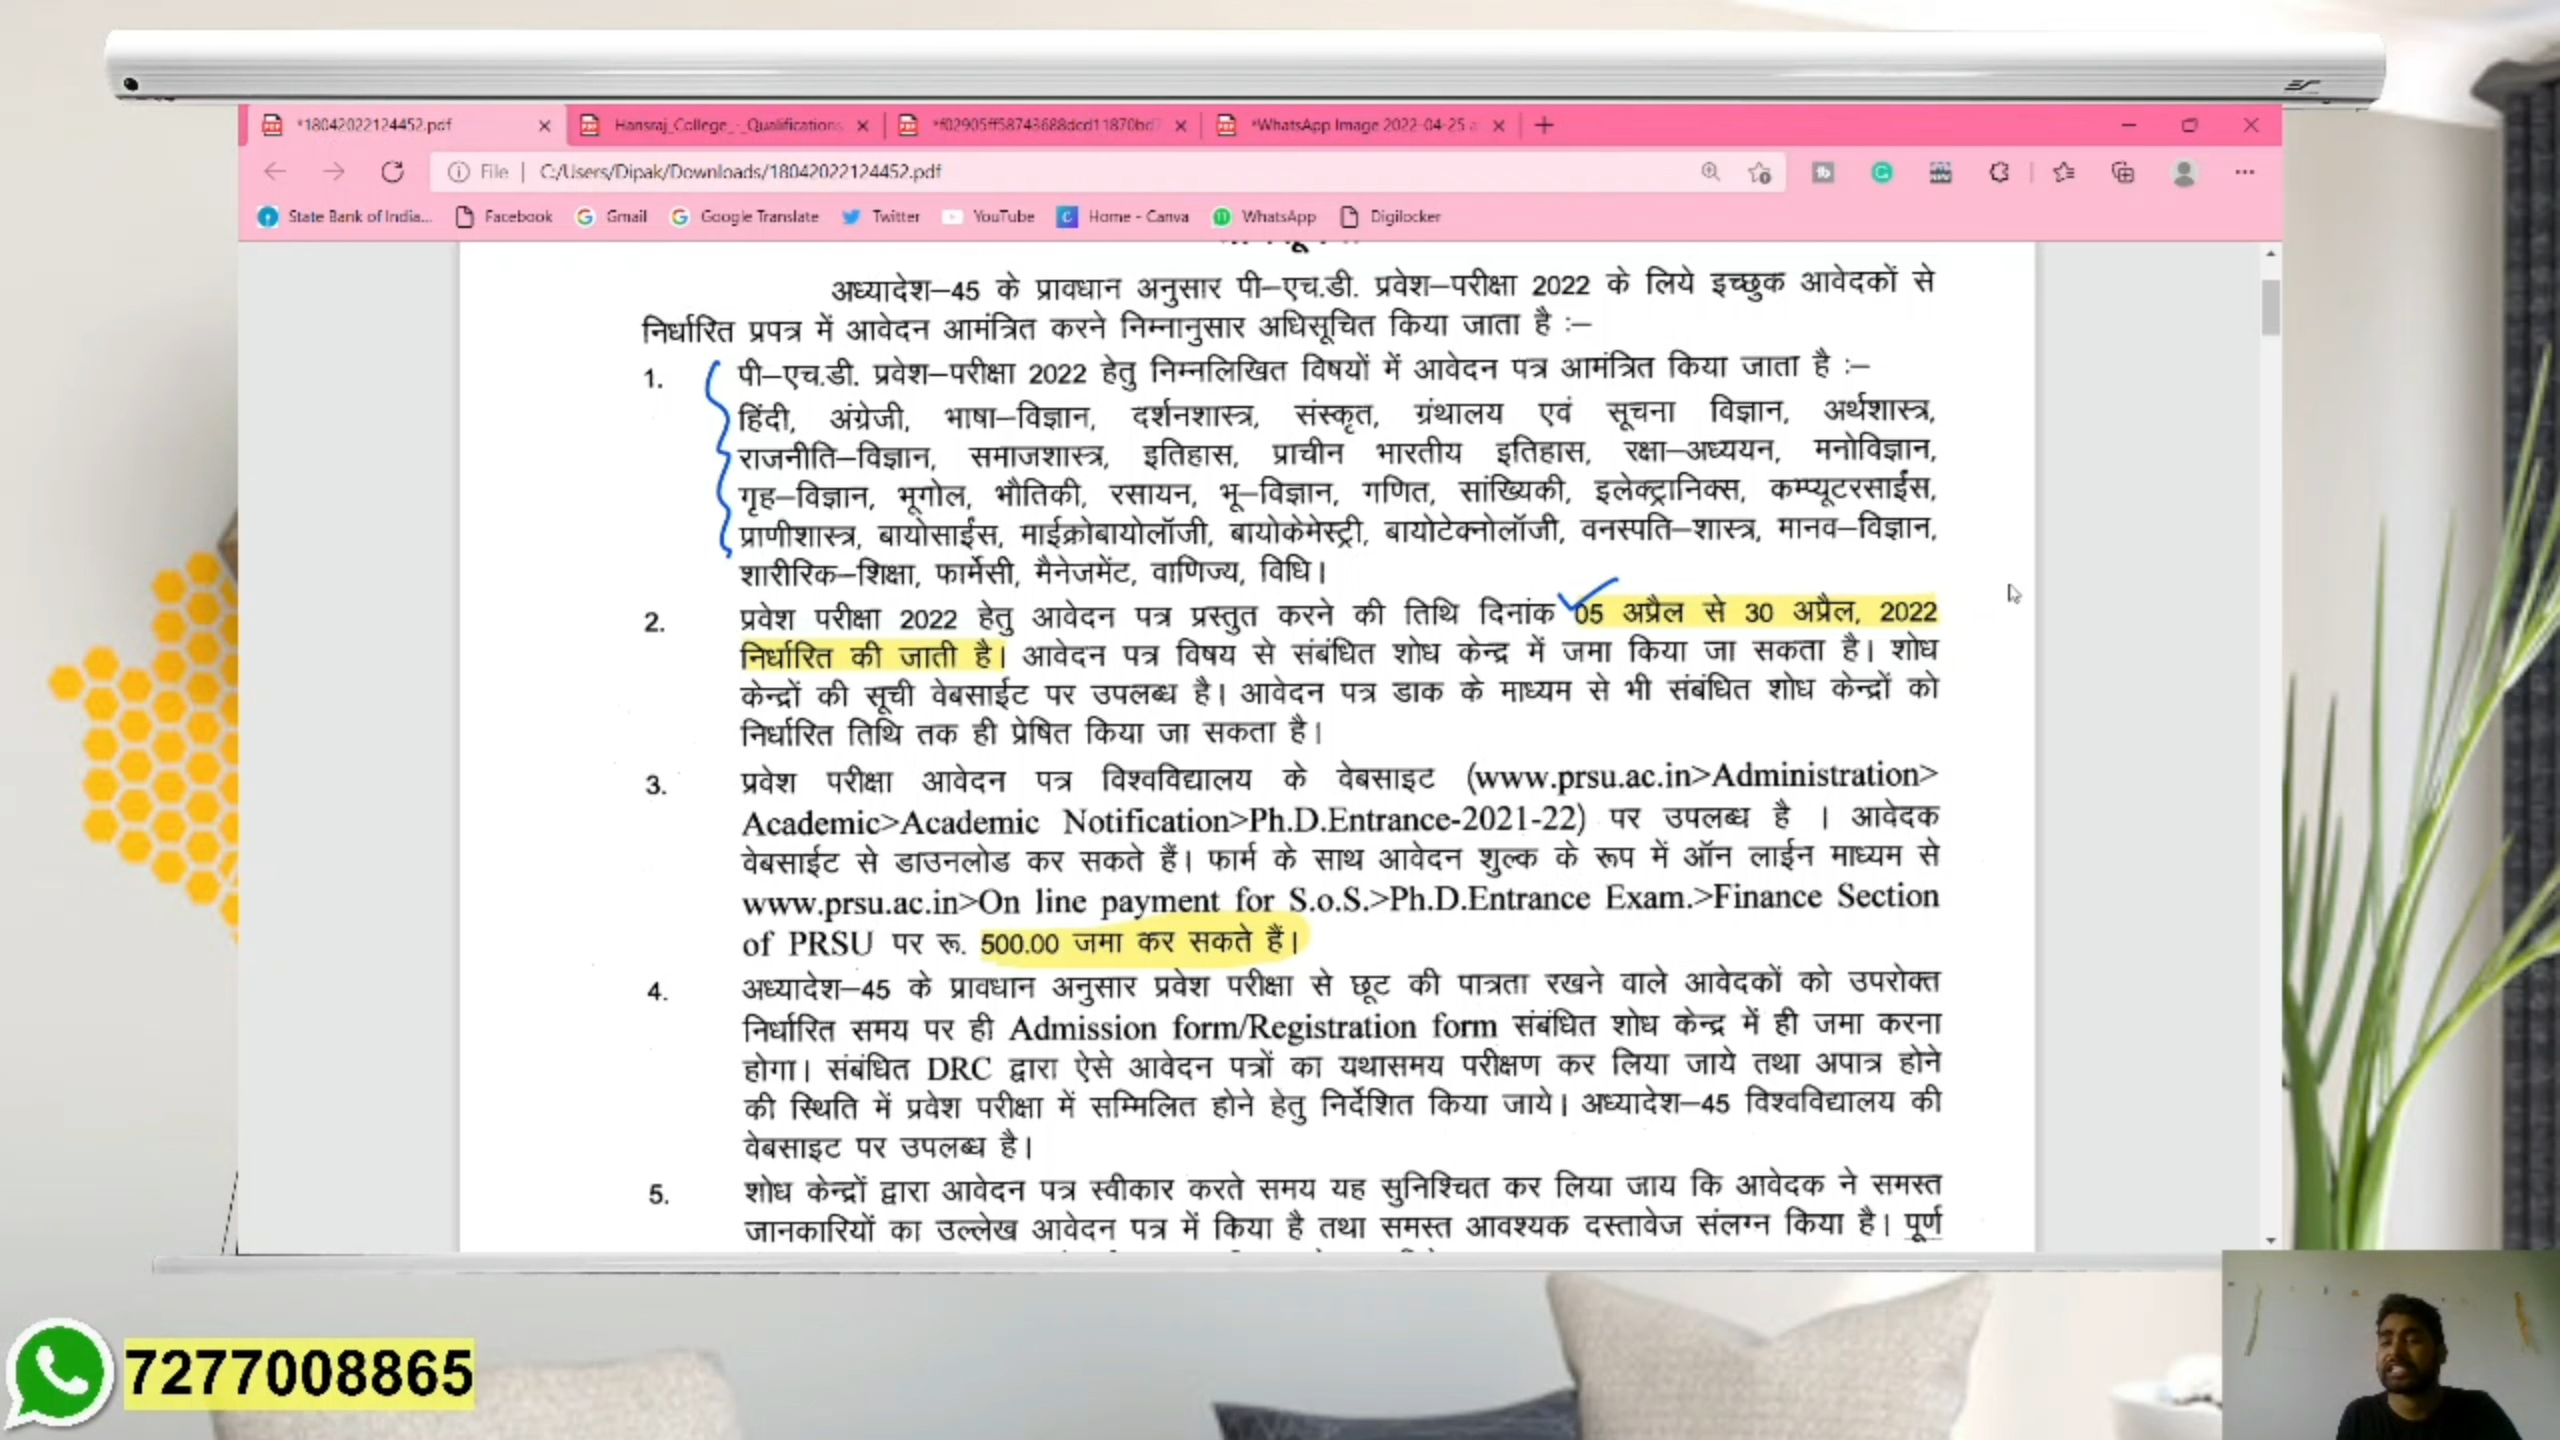 *18042022124452.pdf
Hansraj_College_-_Qualifications
*f02905ff58743688dcd11870bd7
*WhatsApp Image 2022-04-25 a
File | C:/Users/Dipak/Downloads/18042022124452.pdf
State Bank of India... Facebook Gmail Google Translate Twitter YouTube Home - Canva WhatsApp Digilocker
अध्यादेश–45 के प्रावधान अनुसार पी–एच.डी. प्रवेश–परीक्षा 2022 के लिये इच्छुक आवेदकों से
निर्धारित प्रपत्र में आवेदन आमंत्रित करने निम्नानुसार अधिसूचित किया जाता है :–
1. पी–एच.डी. प्रवेश–परीक्षा 2022 हेतु निम्नलिखित विषयों में आवेदन पत्र आमंत्रित किया जाता है :–
हिंदी, अंग्रेजी, भाषा–विज्ञान, दर्शनशास्त्र, संस्कृत, ग्रंथालय एवं सूचना विज्ञान, अर्थशास्त्र,
राजनीति–विज्ञान, समाजशास्त्र, इतिहास, प्राचीन भारतीय इतिहास, रक्षा–अध्ययन, मनोविज्ञान,
गृह–विज्ञान, भूगोल, भौतिकी, रसायन, भू–विज्ञान, गणित, सांख्यिकी, इलेक्ट्रानिक्स, कम्प्यूटरसाईंस,
प्राणीशास्त्र, बायोसाईंस, माईक्रोबायोलॉजी, बायोकेमेस्ट्री, बायोटेक्नोलॉजी, वनस्पति–शास्त्र, मानव–विज्ञान,
शारीरिक–शिक्षा, फार्मेसी, मैनेजमेंट, वाणिज्य, विधि।
2. प्रवेश परीक्षा 2022 हेतु आवेदन पत्र प्रस्तुत करने की तिथि दिनांक 05 अप्रैल से 30 अप्रैल, 2022
निर्धारित की जाती है। आवेदन पत्र विषय से संबंधित शोध केन्द्र में जमा किया जा सकता है। शोध
केन्द्रों की सूची वेबसाईट पर उपलब्ध है। आवेदन पत्र डाक के माध्यम से भी संबंधित शोध केन्द्रों को
निर्धारित तिथि तक ही प्रेषित किया जा सकता है।
3. प्रवेश परीक्षा आवेदन पत्र विश्वविद्यालय के वेबसाइट (www.prsu.ac.in>Administration>
Academic>Academic Notification>Ph.D.Entrance-2021-22) पर उपलब्ध है । आवेदक
वेबसाईट से डाउनलोड कर सकते हैं। फार्म के साथ आवेदन शुल्क के रूप में ऑन लाईन माध्यम से
www.prsu.ac.in>On line payment for S.o.S.>Ph.D.Entrance Exam.>Finance Section
of PRSU पर रू. 500.00 जमा कर सकते हैं।
4. अध्यादेश–45 के प्रावधान अनुसार प्रवेश परीक्षा से छूट की पात्रता रखने वाले आवेदकों को उपरोक्त
निर्धारित समय पर ही Admission form/Registration form संबंधित शोध केन्द्र में ही जमा करना
होगा। संबंधित DRC द्वारा ऐसे आवेदन पत्रों का यथासमय परीक्षण कर लिया जाये तथा अपात्र होने
की स्थिति में प्रवेश परीक्षा में सम्मिलित होने हेतु निर्देशित किया जाये। अध्यादेश–45 विश्वविद्यालय की
वेबसाइट पर उपलब्ध है।
5. शोध केन्द्रों द्वारा आवेदन पत्र स्वीकार करते समय यह सुनिश्चित कर लिया जाय कि आवेदक ने समस्त
जानकारियों का उल्लेख आवेदन पत्र में किया है तथा समस्त आवश्यक दस्तावेज संलग्न किया है। पूर्ण
7277008865